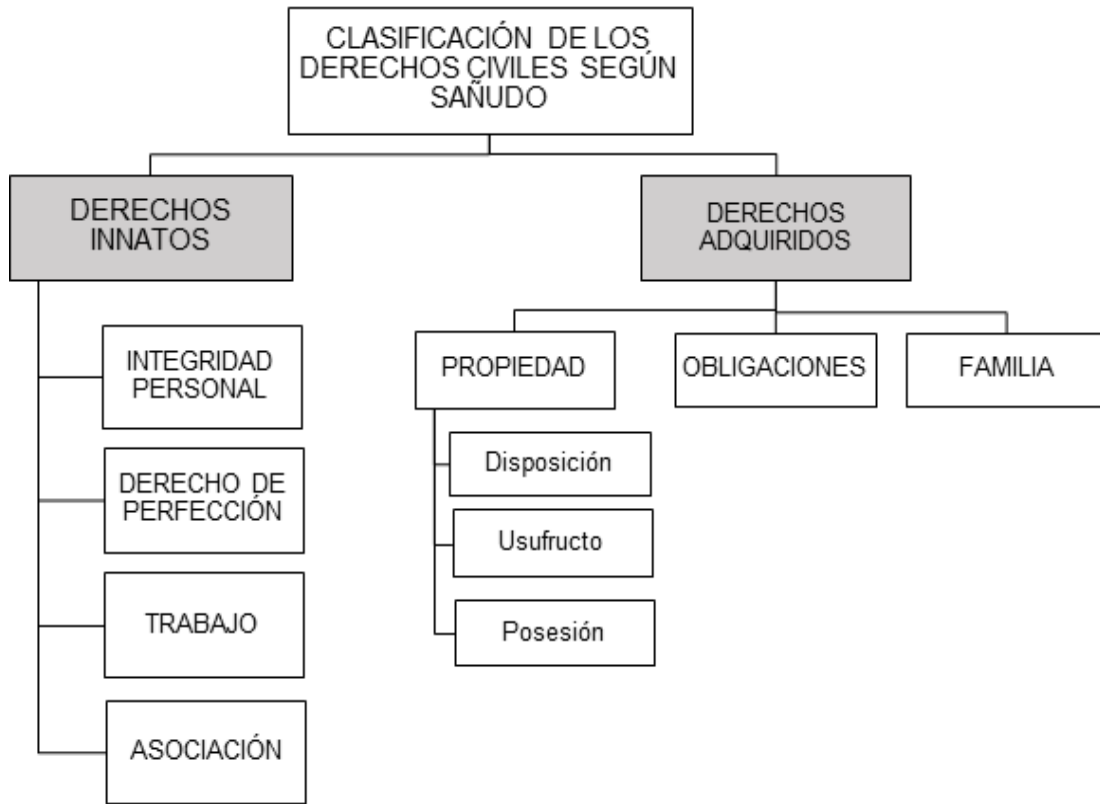 CLASIFICACIÓN DE LOS
DERECHOS CIVILES SEGÚN
SAÑUDO
DERECHOS
INNATOS
INTEGRIDAD
PERSONAL
DERECHO DE
PERFECCIÓN
TRABAJO
ASOCIACIÓN
DERECHOS
ADQUIRIDOS
PROPIEDAD
Disposición
Usufructo
Posesión
OBLIGACIONES
FAMILIA